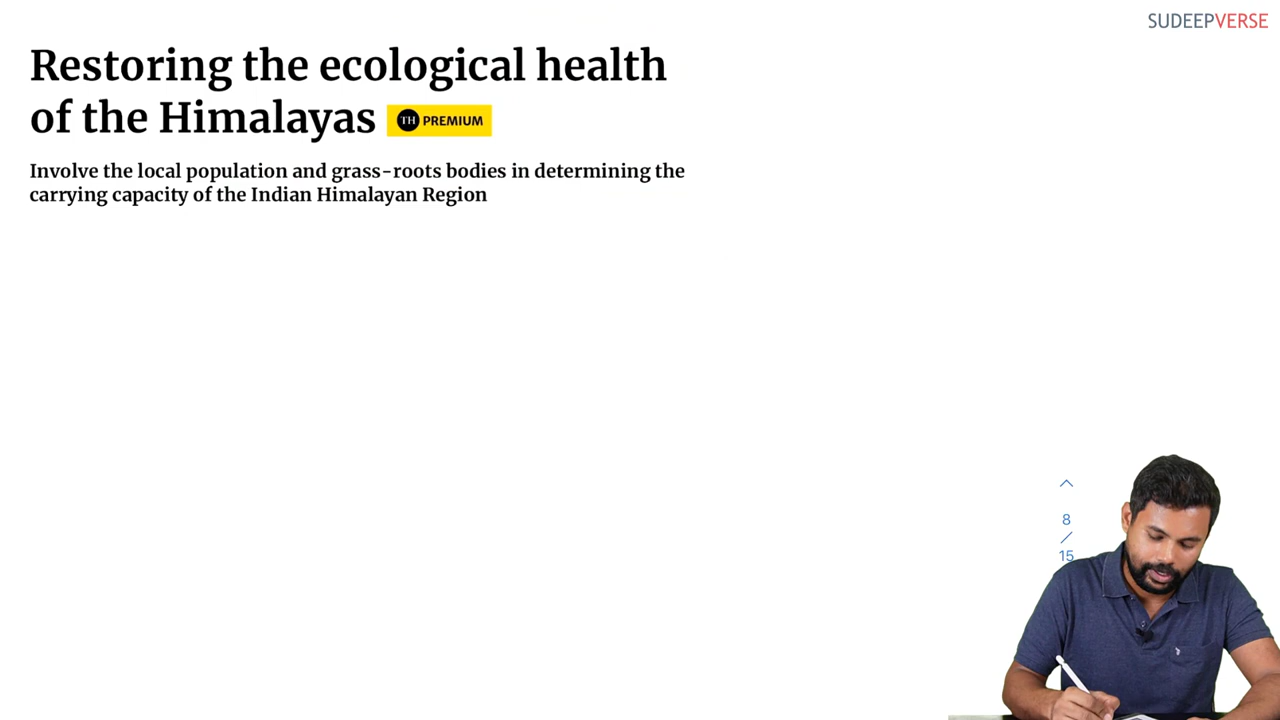 SUDEEPVERSE
Restoring the ecological health
of the Himalayas TH PREMIUM
Involve the local population and grass-roots bodies in determining the
carrying capacity of the Indian Himalayan Region
8
/
15